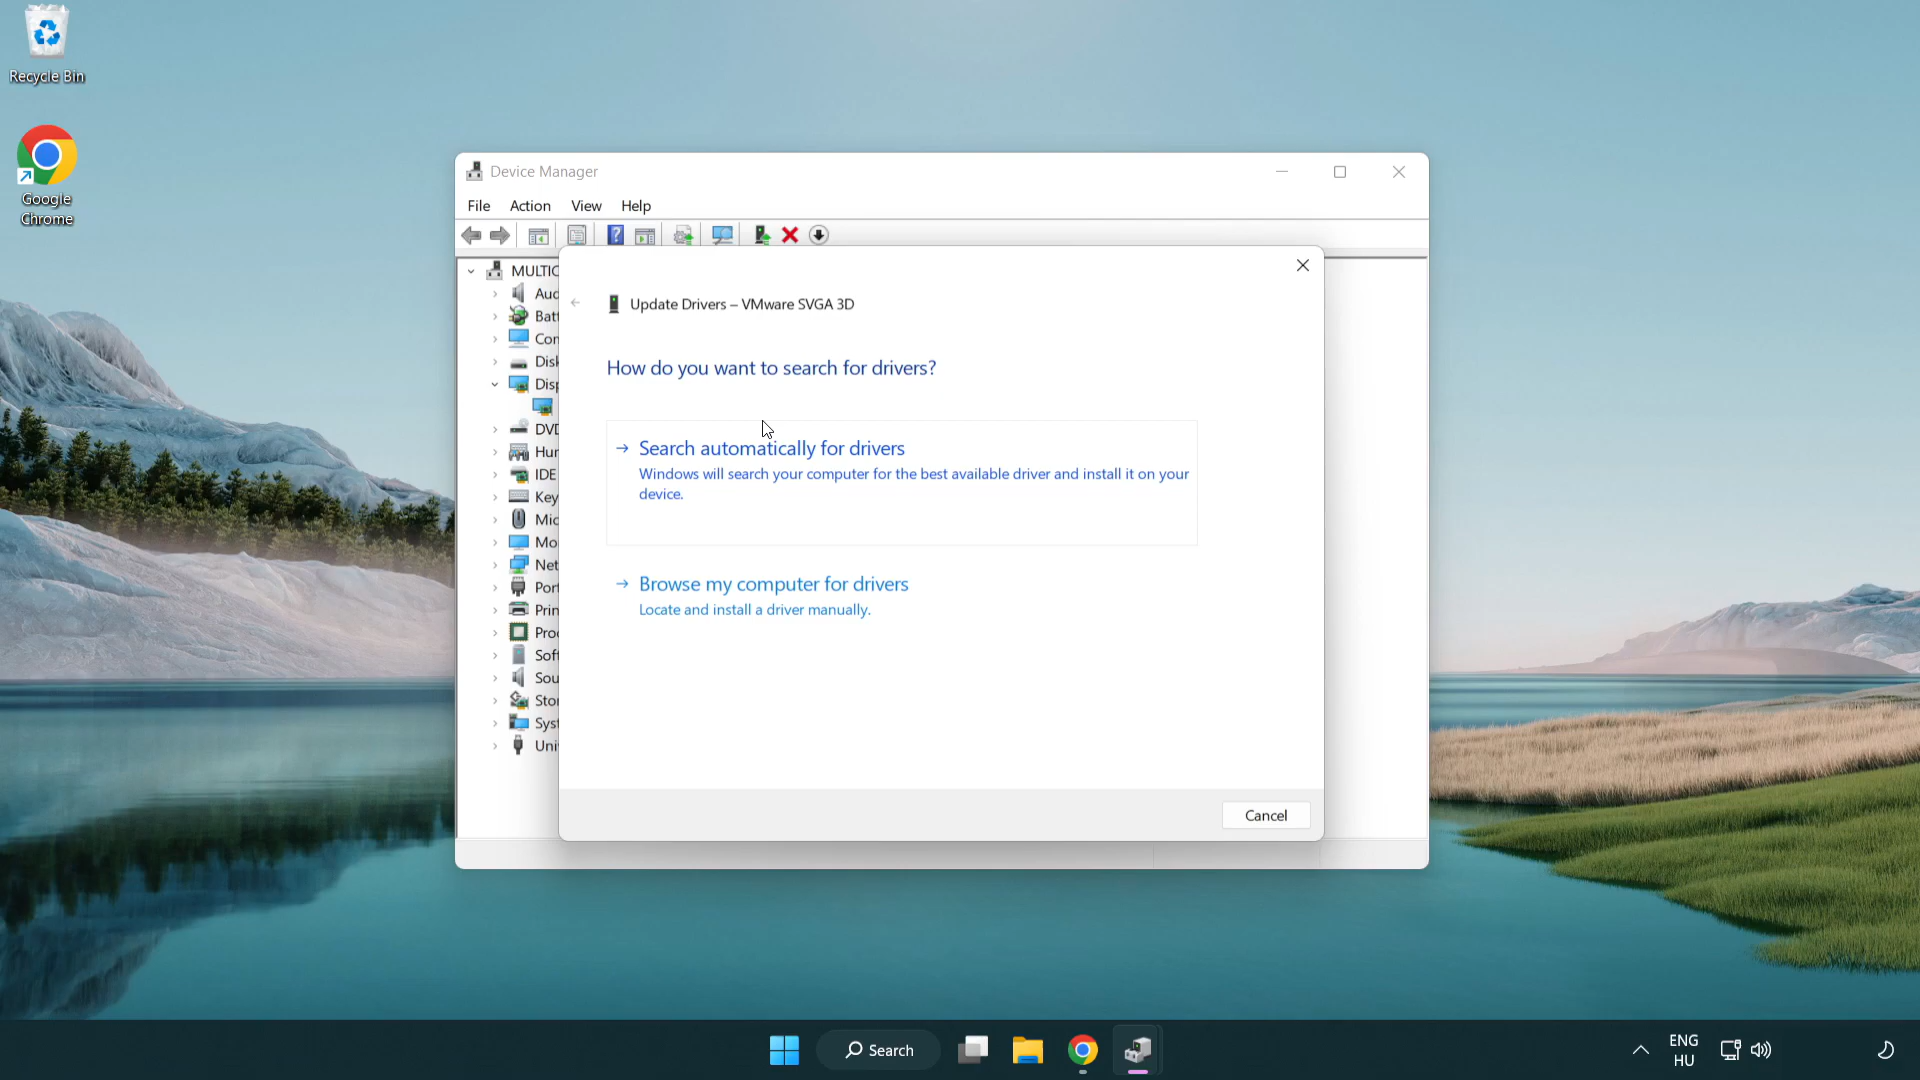 Recycle Bin
Google
Chrome
Device Manager
File Action View Help
MULTIC
Aud
Batt
Con
Disk
Disp
DVD
Hur
IDE
Key
Mic
Mo
Net
Port
Prin
Proc
Soft
Sou
Stor
Syst
Uni
Update Drivers – VMware SVGA 3D
How do you want to search for drivers?
Search automatically for drivers
Windows will search your computer for the best available driver and install it on your
device.
Browse my computer for drivers
Locate and install a driver manually.
Cancel
Search
ENG
HU